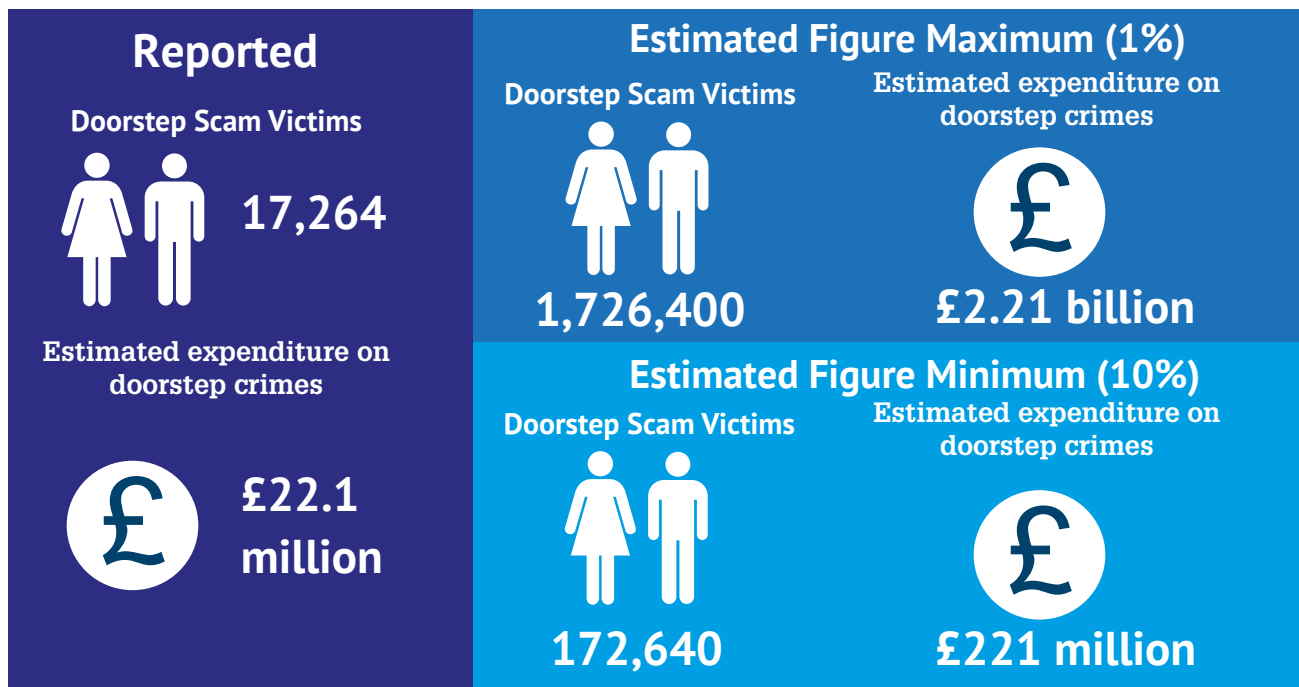 Reported
Doorstep Scam Victims
17,264
Estimated expenditure on
doorstep crimes
£
£22.1
million
Estimated Figure Maximum (1%)
Doorstep Scam Victims
1,726,400
Estimated expenditure on
doorstep crimes
£
£2.21 billion
Estimated Figure Minimum (10%)
Doorstep Scam Victims
172,640
Estimated expenditure on
doorstep crimes
£
£221 million